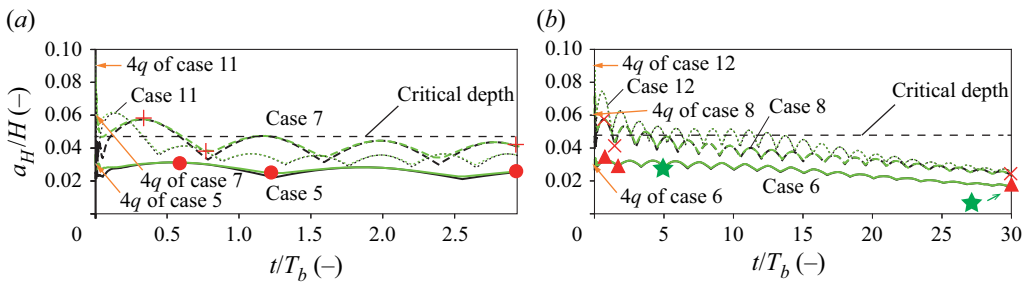 (a)
(b)
0.10
0.08
0.06
0.04
0.02
a_H/H (–)
4q of case 11
Case 11
Case 7
Critical depth
4q of case 7
4q of case 5
Case 5
0
0.5
1.0
1.5
2.0
2.5
t/T_b (–)
0.10
0.08
0.06
0.04
0.02
4q of case 12
Case 12
4q of case 8
Case 8
Critical depth
4q of case 6
Case 6
0
5
10
15
20
25
30
t/T_b (–)